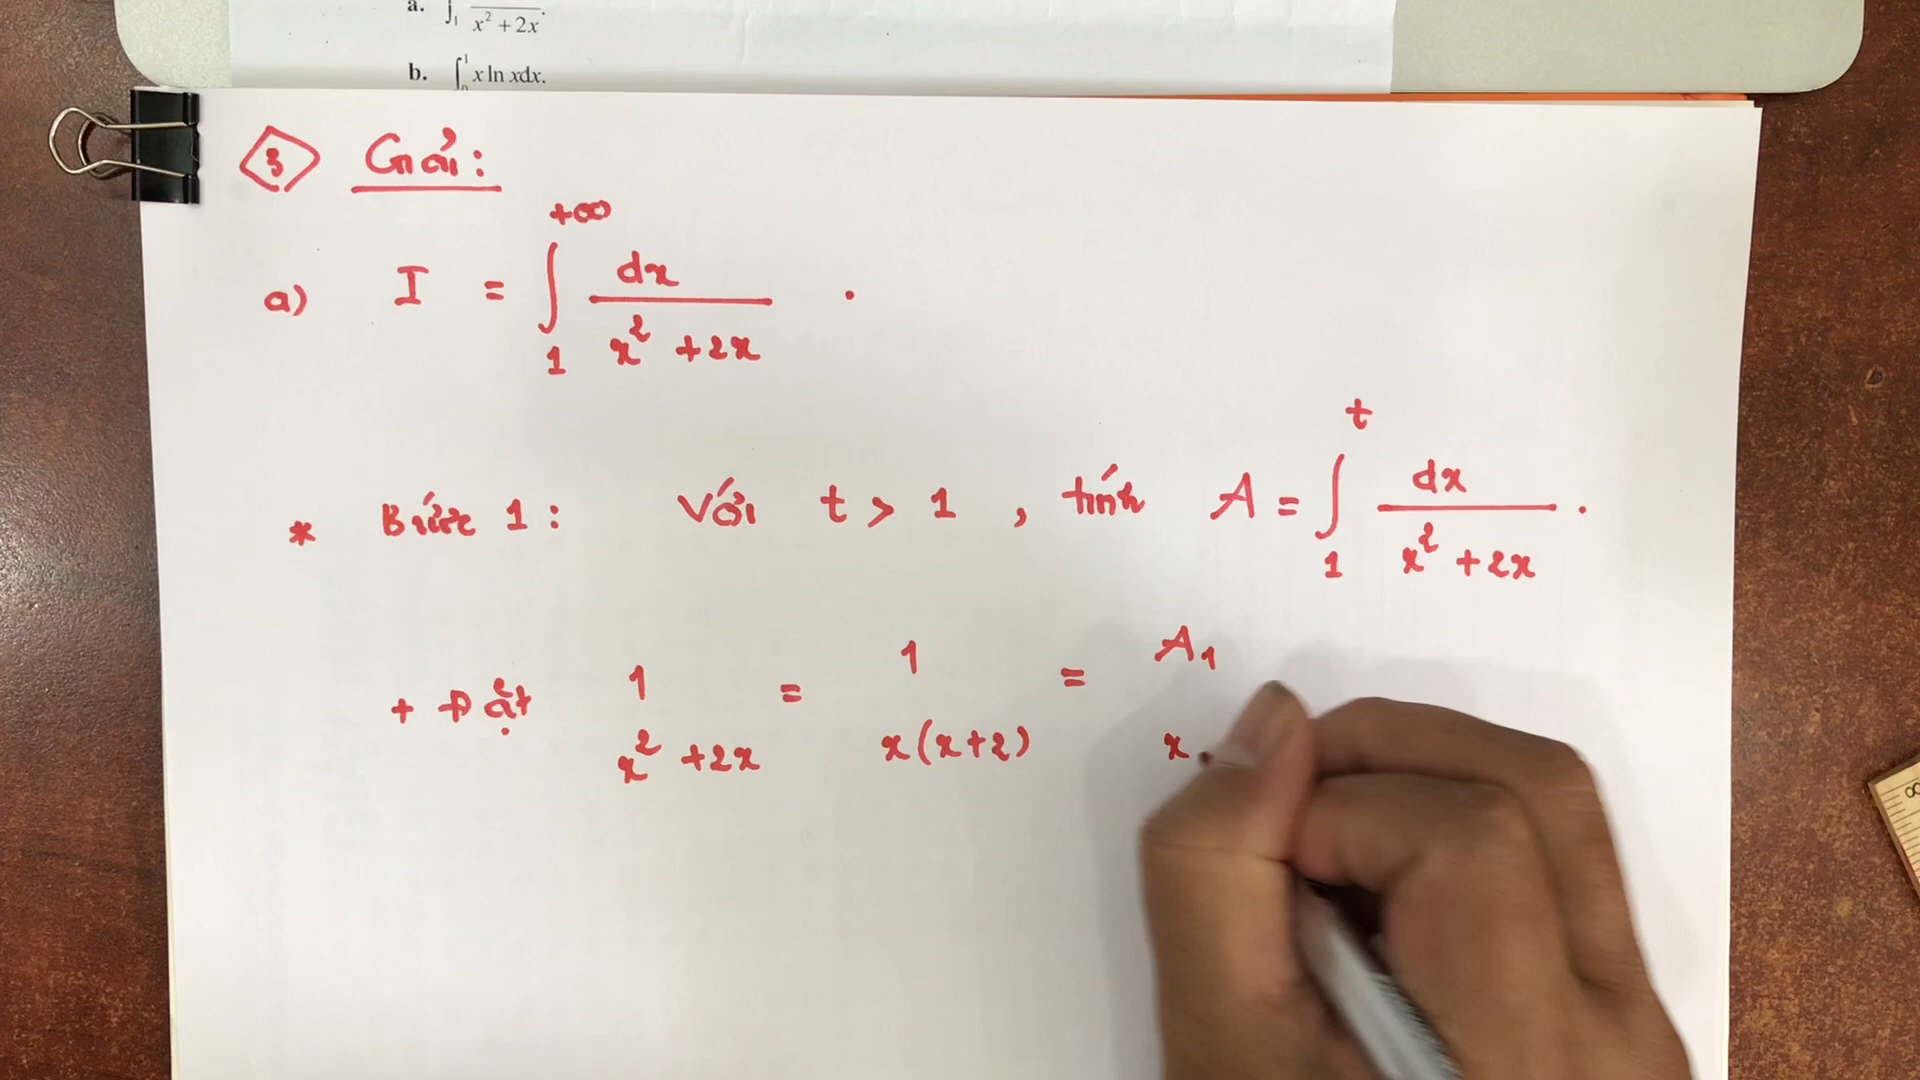 a. ∫₁ x² + 2x.
b. ∫₀¹ x ln xdx.
3 Giải:
a) I = ∫₁^{+∞} dx / (x² + 2x) .
* Bước 1: Với t > 1 , tính A = ∫₁^t dx / (x² + 2x) .
+ Đặt 1 / (x² + 2x) = 1 / (x(x+2)) = A₁ / x